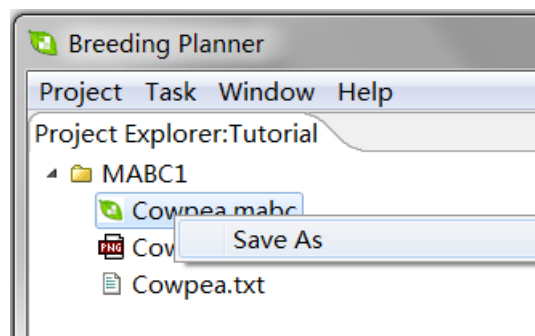 Breeding Planner
Project Task Window Help
Project Explorer:Tutorial
MABC1
Cowpea.mabc
Save As
PNG
Cowpea.txt